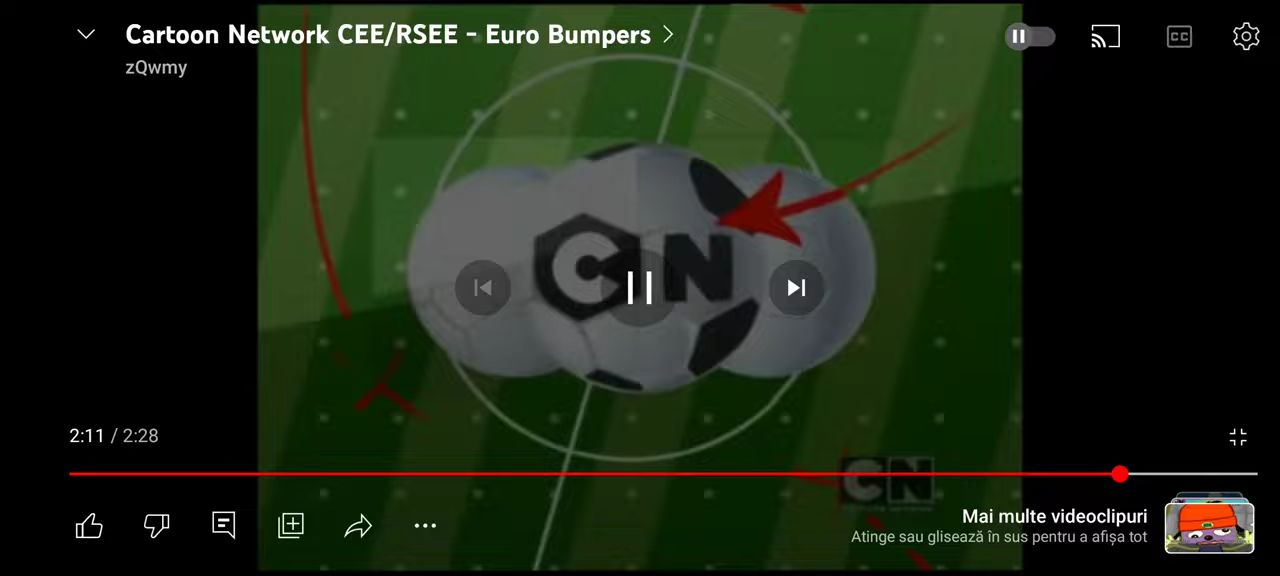 Cartoon Network CEE/RSEE - Euro Bumpers
zQwmy
CC
CN
2:11 / 2:28
CN
Mai multe videoclipuri
Atinge sau glisează în sus pentru a afișa tot